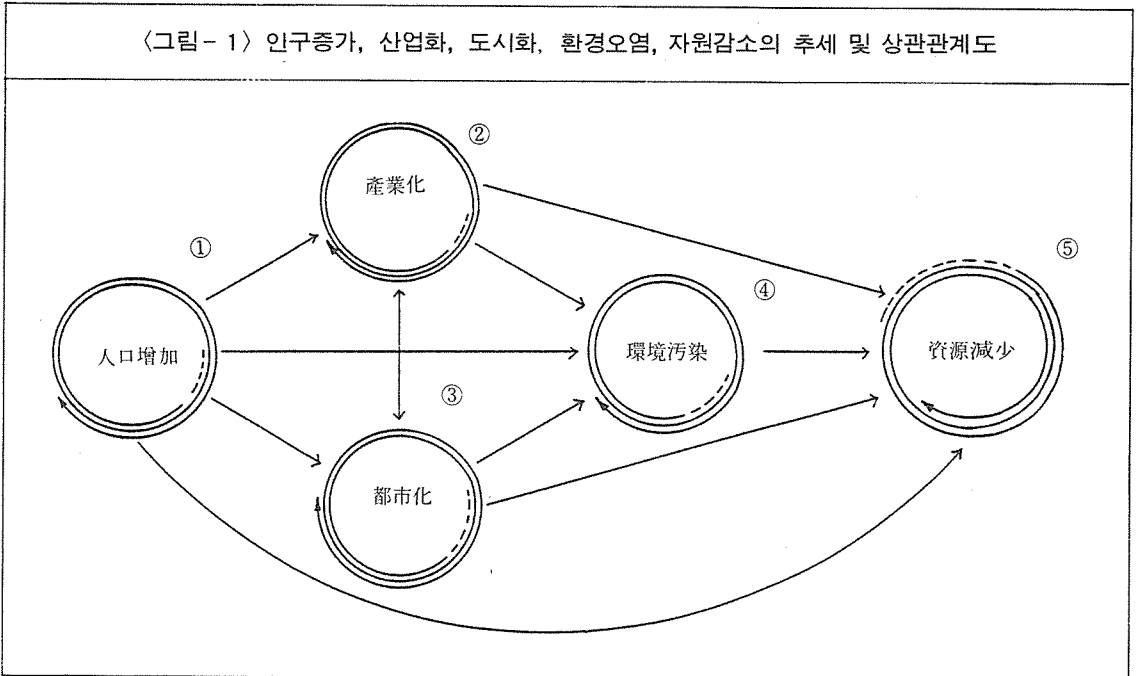 〈그림-1〉 인구증가, 산업화, 도시화, 환경오염, 자원감소의 추세 및 상관관계도
②
產業化
①
⑤
④
人口增加
環境汚染
資源減少
③
都市化